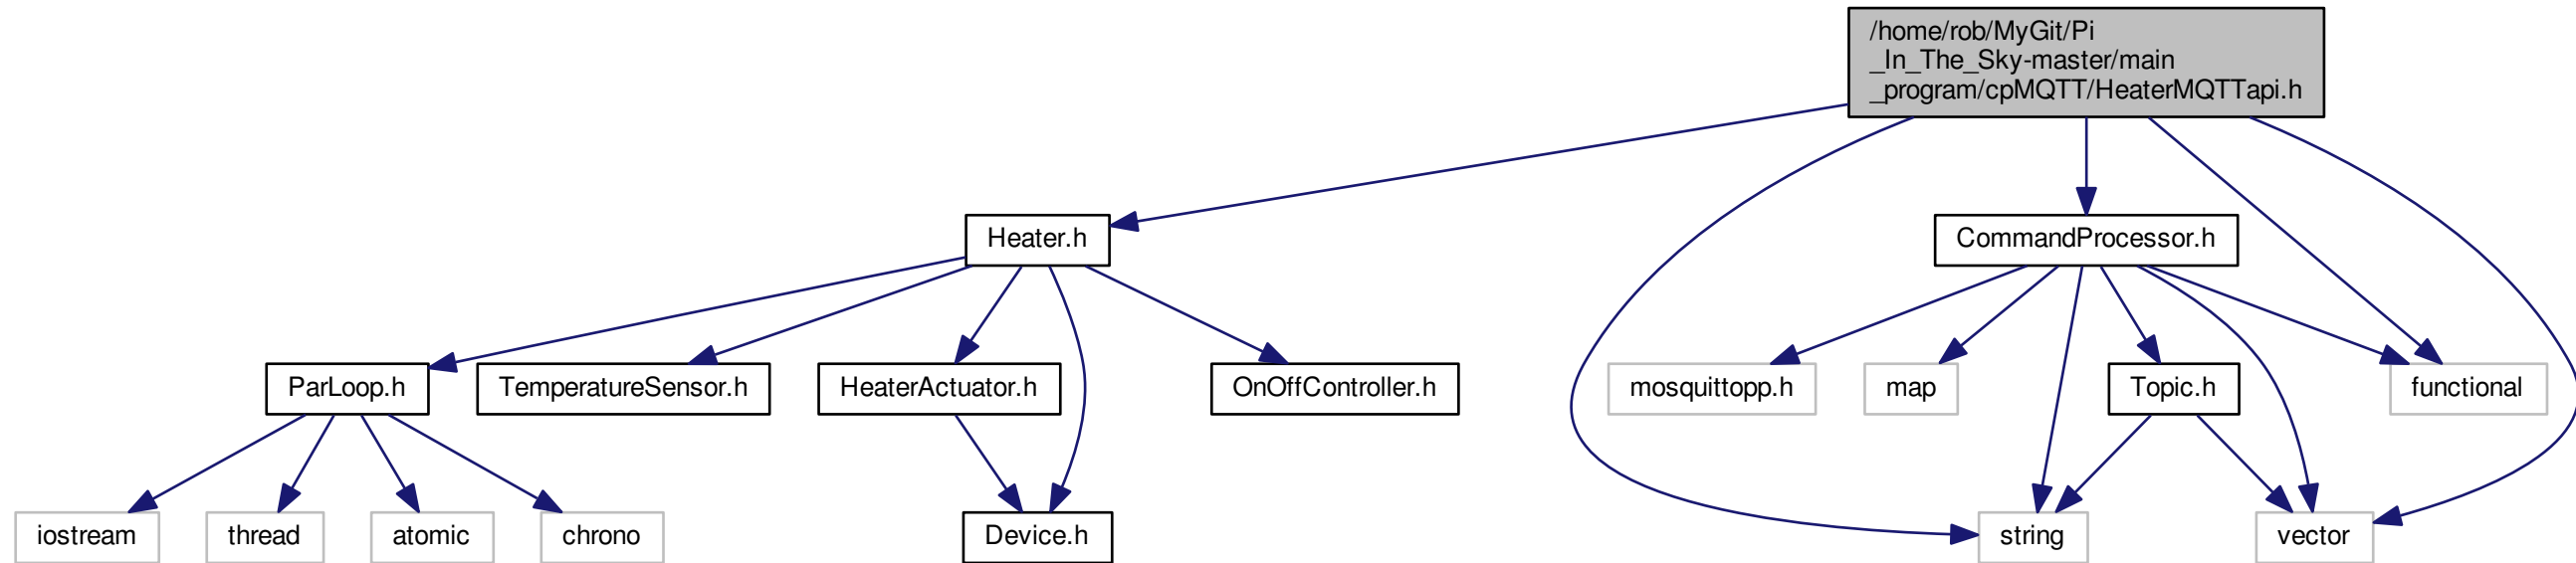 /home/rob/MyGit/Pi
_In_The_Sky-master/main
_program/cpMQTT/HeaterMQTTapi.h
Heater.h
CommandProcessor.h
ParLoop.h
TemperatureSensor.h
HeaterActuator.h
OnOffController.h
mosquittopp.h
map
Topic.h
functional
iostream
thread
atomic
chrono
Device.h
string
vector